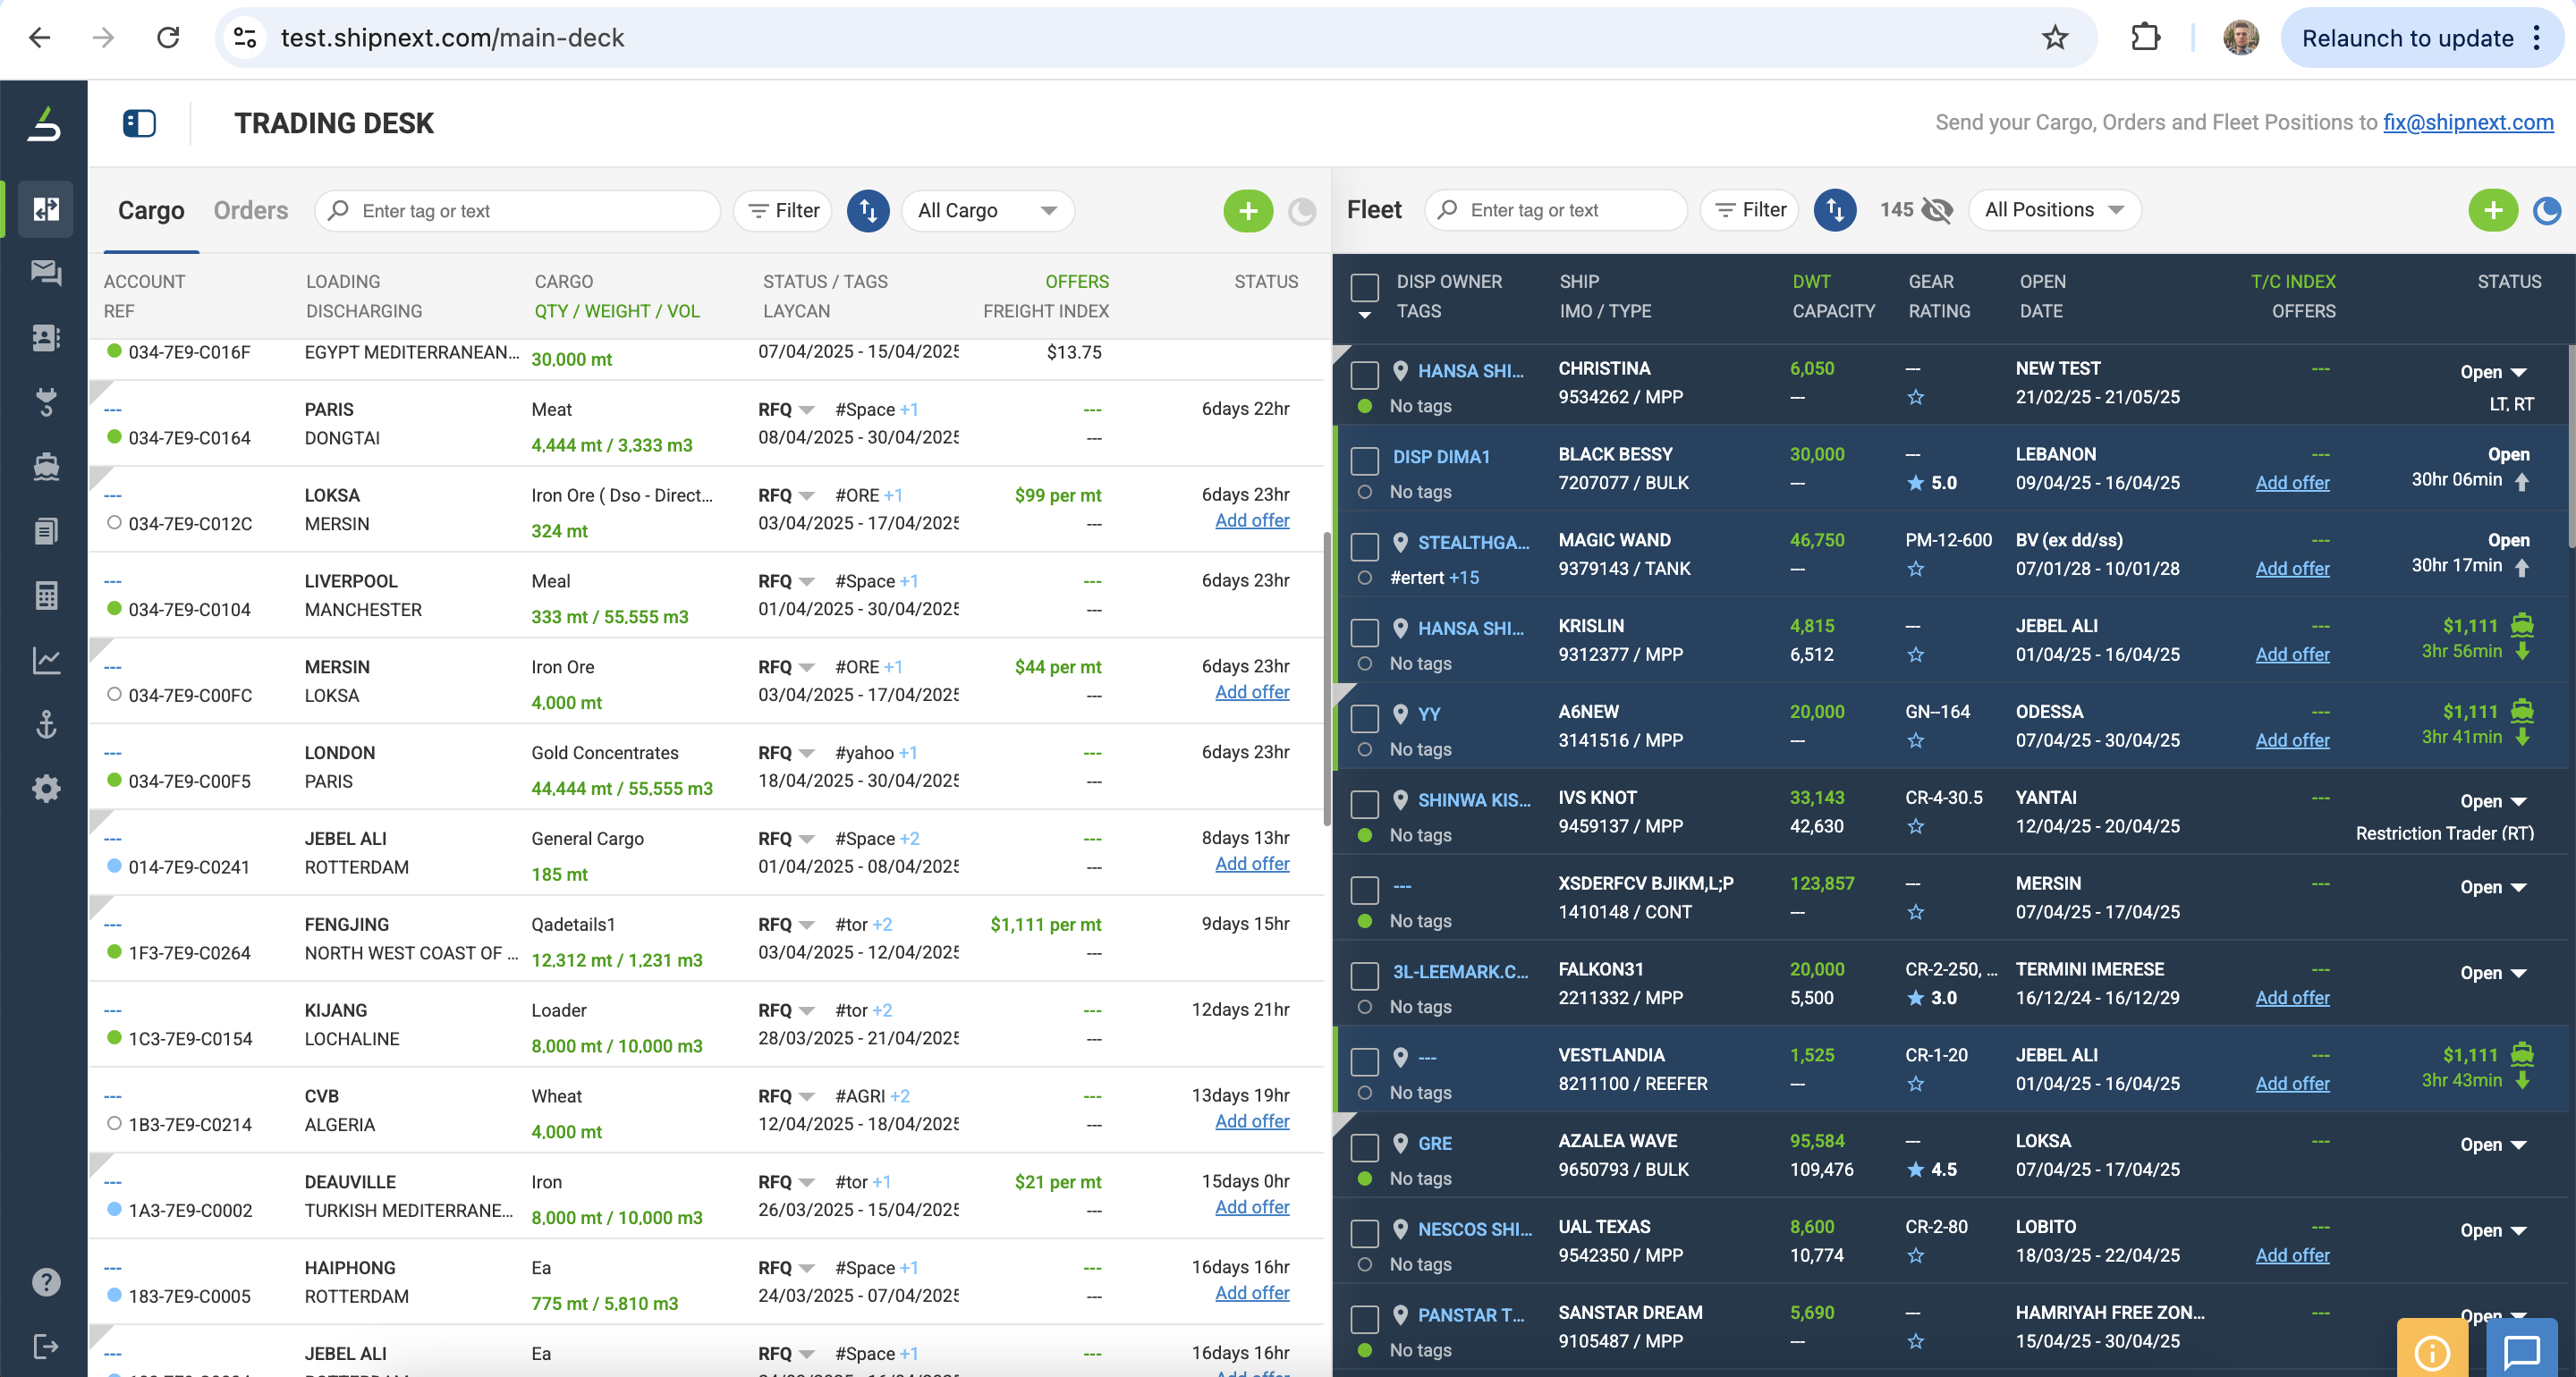 test.shipnext.com/main-deck
Relaunch to update
TRADING DESK
Send your Cargo, Orders and Fleet Positions to fix@shipnext.com
Cargo Orders Enter tag or text Filter All Cargo
ACCOUNT LOADING CARGO STATUS / TAGS OFFERS STATUS
REF DISCHARGING QTY / WEIGHT / VOL LAYCAN FREIGHT INDEX
034-7E9-C016F EGYPT MEDITERRANEAN... 30,000 mt 07/04/2025 - 15/04/2025 $13.75
--- PARIS Meat RFQ #Space +1 --- 6days 22hr
034-7E9-C0164 DONGTAI 4,444 mt / 3,333 m3 08/04/2025 - 30/04/2025 ---
--- LOKSA Iron Ore ( Dso - Direct... RFQ #ORE +1 $99 per mt 6days 23hr
034-7E9-C012C MERSIN 324 mt 03/04/2025 - 17/04/2025 --- Add offer
--- LIVERPOOL Meal RFQ #Space +1 --- 6days 23hr
034-7E9-C0104 MANCHESTER 333 mt / 55,555 m3 01/04/2025 - 30/04/2025 ---
--- MERSIN Iron Ore RFQ #ORE +1 $44 per mt 6days 23hr
034-7E9-C00FC LOKSA 4,000 mt 03/04/2025 - 17/04/2025 --- Add offer
--- LONDON Gold Concentrates RFQ #yahoo +1 --- 6days 23hr
034-7E9-C00F5 PARIS 44,444 mt / 55,555 m3 18/04/2025 - 30/04/2025 ---
--- JEBEL ALI General Cargo RFQ #Space +2 --- 8days 13hr
014-7E9-C0241 ROTTERDAM 185 mt 01/04/2025 - 08/04/2025 --- Add offer
--- FENGJING Qadetails1 RFQ #tor +2 $1,111 per mt 9days 15hr
1F3-7E9-C0264 NORTH WEST COAST OF ... 12,312 mt / 1,231 m3 03/04/2025 - 12/04/2025 ---
--- KIJANG Loader RFQ #tor +2 --- 12days 21hr
1C3-7E9-C0154 LOCHALINE 8,000 mt / 10,000 m3 28/03/2025 - 21/04/2025 ---
--- CVB Wheat RFQ #AGRI +2 --- 13days 19hr
1B3-7E9-C0214 ALGERIA 4,000 mt 12/04/2025 - 18/04/2025 --- Add offer
--- DEAUVILLE Iron RFQ #tor +1 $21 per mt 15days 0hr
1A3-7E9-C0002 TURKISH MEDITERRANE... 8,000 mt / 10,000 m3 26/03/2025 - 15/04/2025 --- Add offer
--- HAIPHONG Ea RFQ #Space +1 --- 16days 16hr
183-7E9-C0005 ROTTERDAM 775 mt / 5,810 m3 24/03/2025 - 07/04/2025 --- Add offer
--- JEBEL ALI Ea RFQ #Space +1 --- 16days 16hr
Fleet Enter tag or text Filter 145 All Positions
DISP OWNER SHIP DWT GEAR OPEN T/C INDEX STATUS
TAGS IMO / TYPE CAPACITY RATING DATE OFFERS
HANSA SHI... CHRISTINA 6,050 --- NEW TEST --- Open
No tags 9534262 / MPP --- 21/02/25 - 21/05/25 LT, RT
DISP DIMA1 BLACK BESSY 30,000 --- LEBANON --- Open
No tags 7207077 / BULK --- 5.0 09/04/25 - 16/04/25 Add offer 30hr 06min
STEALTHGA... MAGIC WAND 46,750 PM-12-600 BV (ex dd/ss) --- Open
#ertert +15 9379143 / TANK --- 07/01/28 - 10/01/28 Add offer 30hr 17min
HANSA SHI... KRISLIN 4,815 --- JEBEL ALI --- $1,111
No tags 9312377 / MPP 6,512 01/04/25 - 16/04/25 Add offer 3hr 56min
YY A6NEW 20,000 GN--164 ODESSA --- $1,111
No tags 3141516 / MPP --- 07/04/25 - 30/04/25 Add offer 3hr 41min
SHINWA KIS... IVS KNOT 33,143 CR-4-30.5 YANTAI --- Open
No tags 9459137 / MPP 42,630 12/04/25 - 20/04/25 Restriction Trader (RT)
--- XSDERFCV BJIKM,L;P 123,857 --- MERSIN --- Open
No tags 1410148 / CONT --- 07/04/25 - 17/04/25
3L-LEEMARK.C... FALKON31 20,000 CR-2-250, ... TERMINI IMERESE --- Open
No tags 2211332 / MPP 5,500 3.0 16/12/24 - 16/12/29 Add offer
--- VESTLANDIA 1,525 CR-1-20 JEBEL ALI --- $1,111
No tags 8211100 / REEFER --- 01/04/25 - 16/04/25 Add offer 3hr 43min
GRE AZALEA WAVE 95,584 --- LOKSA --- Open
No tags 9650793 / BULK 109,476 4.5 07/04/25 - 17/04/25
NESCOS SHI... UAL TEXAS 8,600 CR-2-80 LOBITO --- Open
No tags 9542350 / MPP 10,774 18/03/25 - 22/04/25 Add offer
PANSTAR T... SANSTAR DREAM 5,690 --- HAMRIYAH FREE ZON... --- Open
No tags 9105487 / MPP --- 15/04/25 - 30/04/25